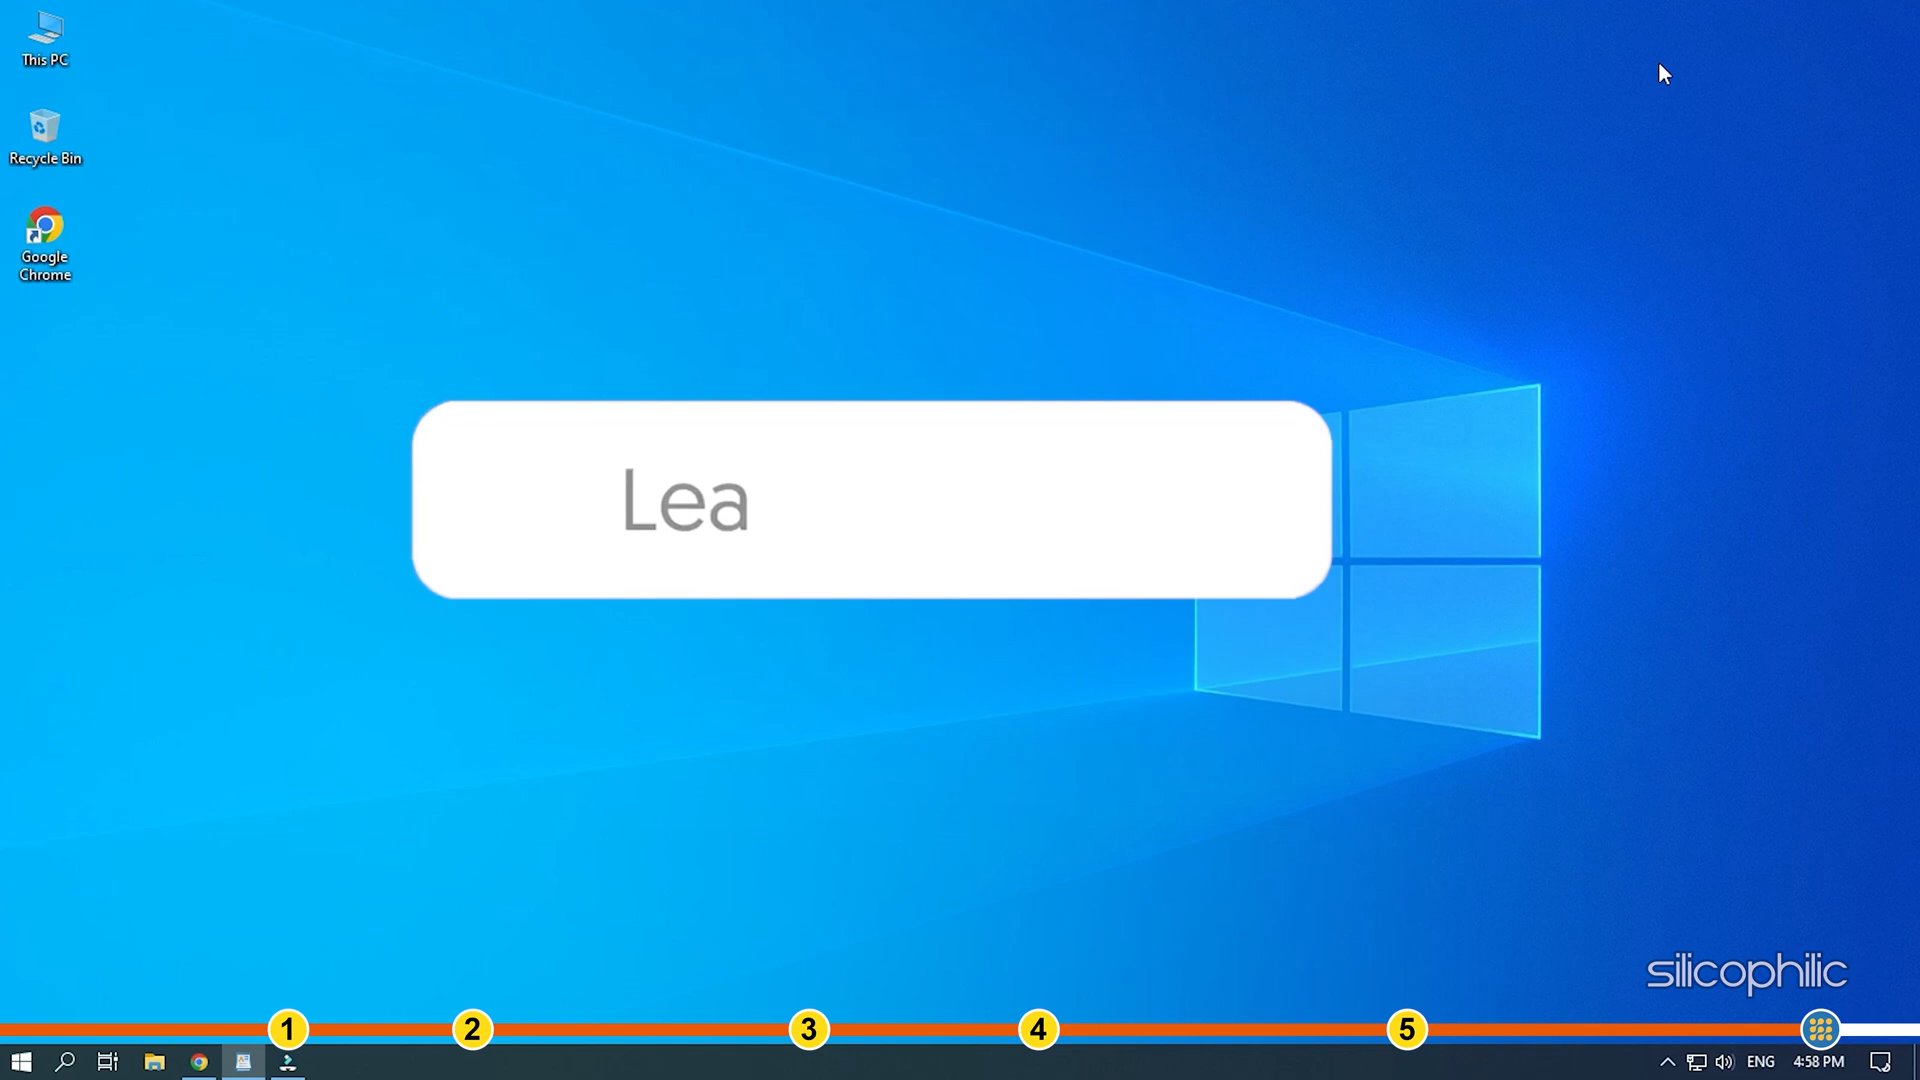 This PC
Recycle Bin
Google
Chrome
Lea
silicophilic
1 2 3 4 5
ENG 4:58 PM